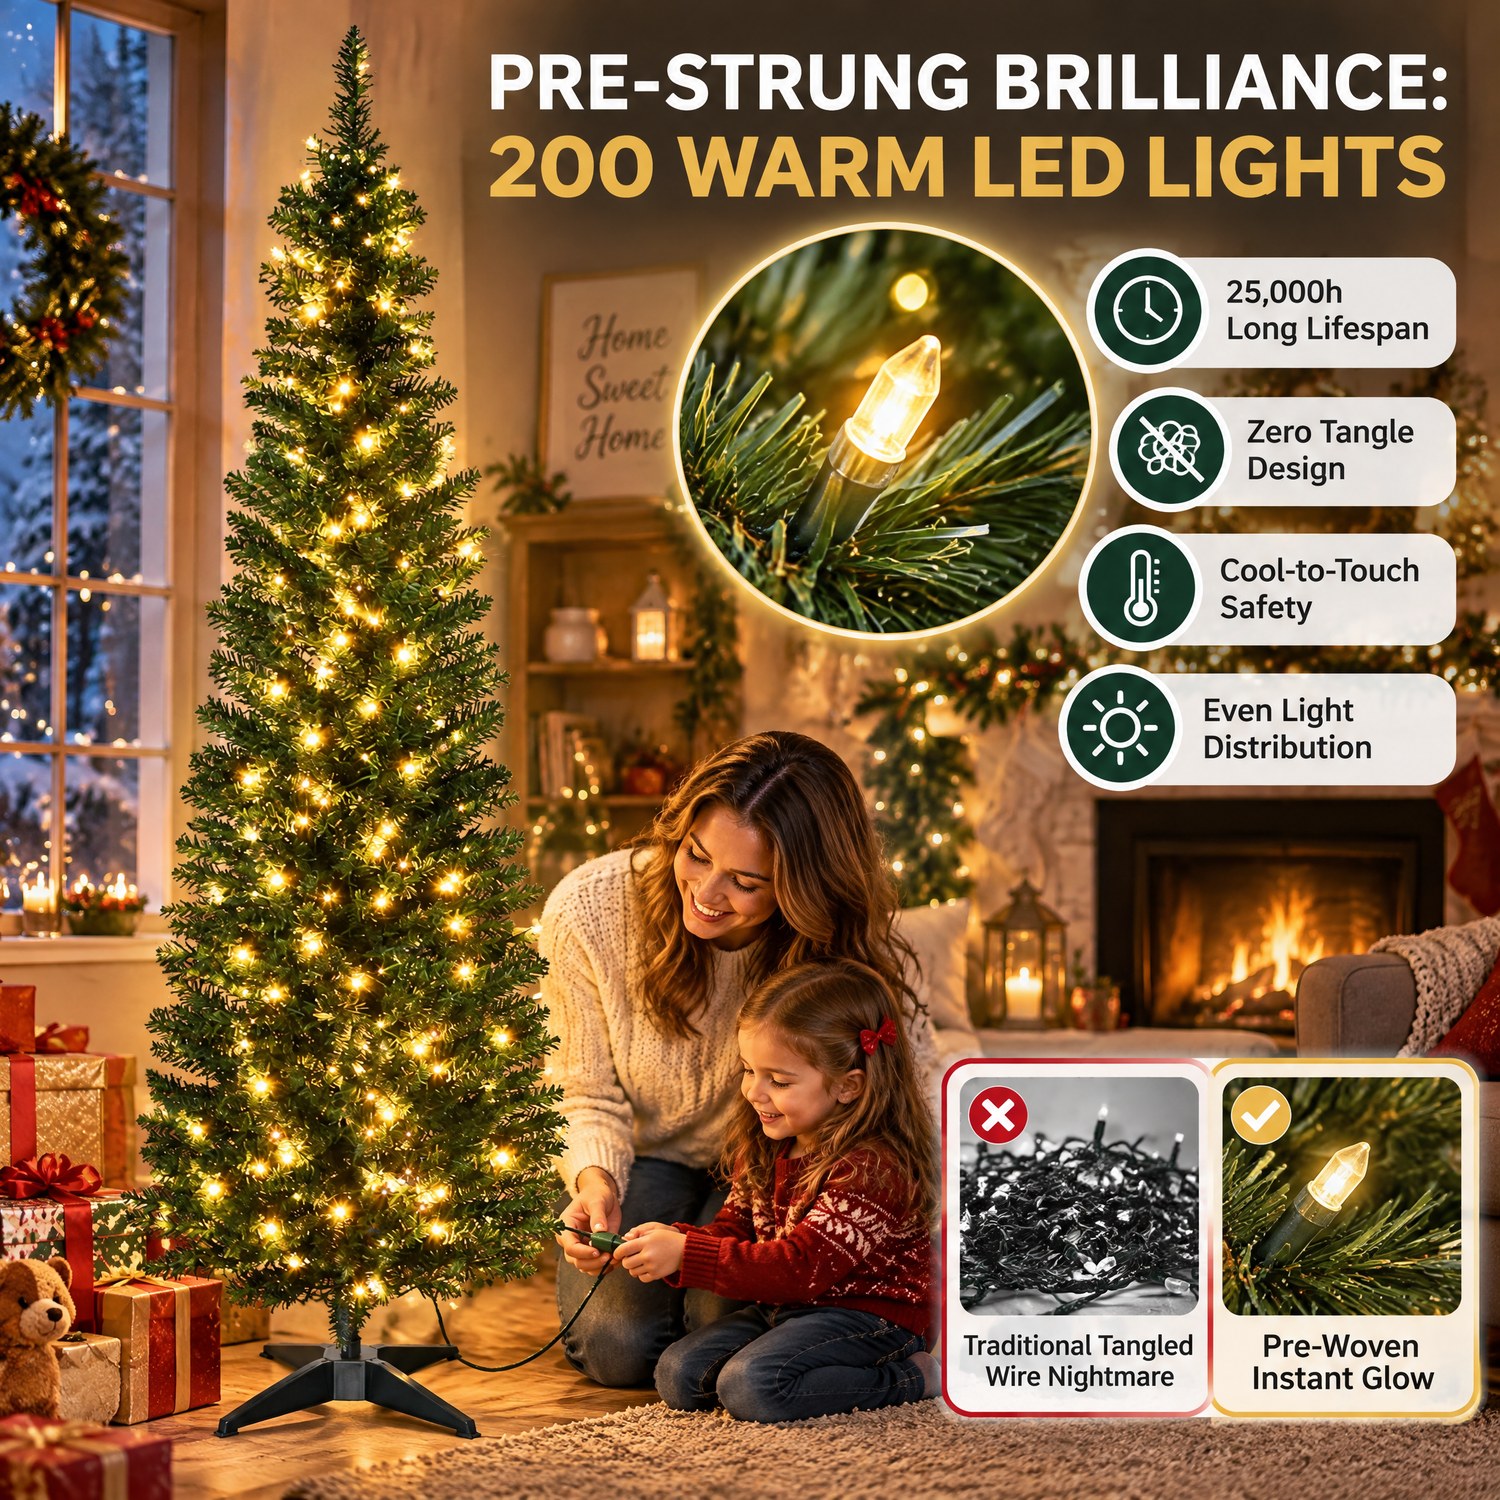 PRE-STRUNG BRILLIANCE:
200 WARM LED LIGHTS
Home
Sweet
Home
25,000h
Long Lifespan
Zero Tangle
Design
Cool-to-Touch
Safety
Even Light
Distribution
Traditional Tangled
Wire Nightmare
Pre-Woven
Instant Glow